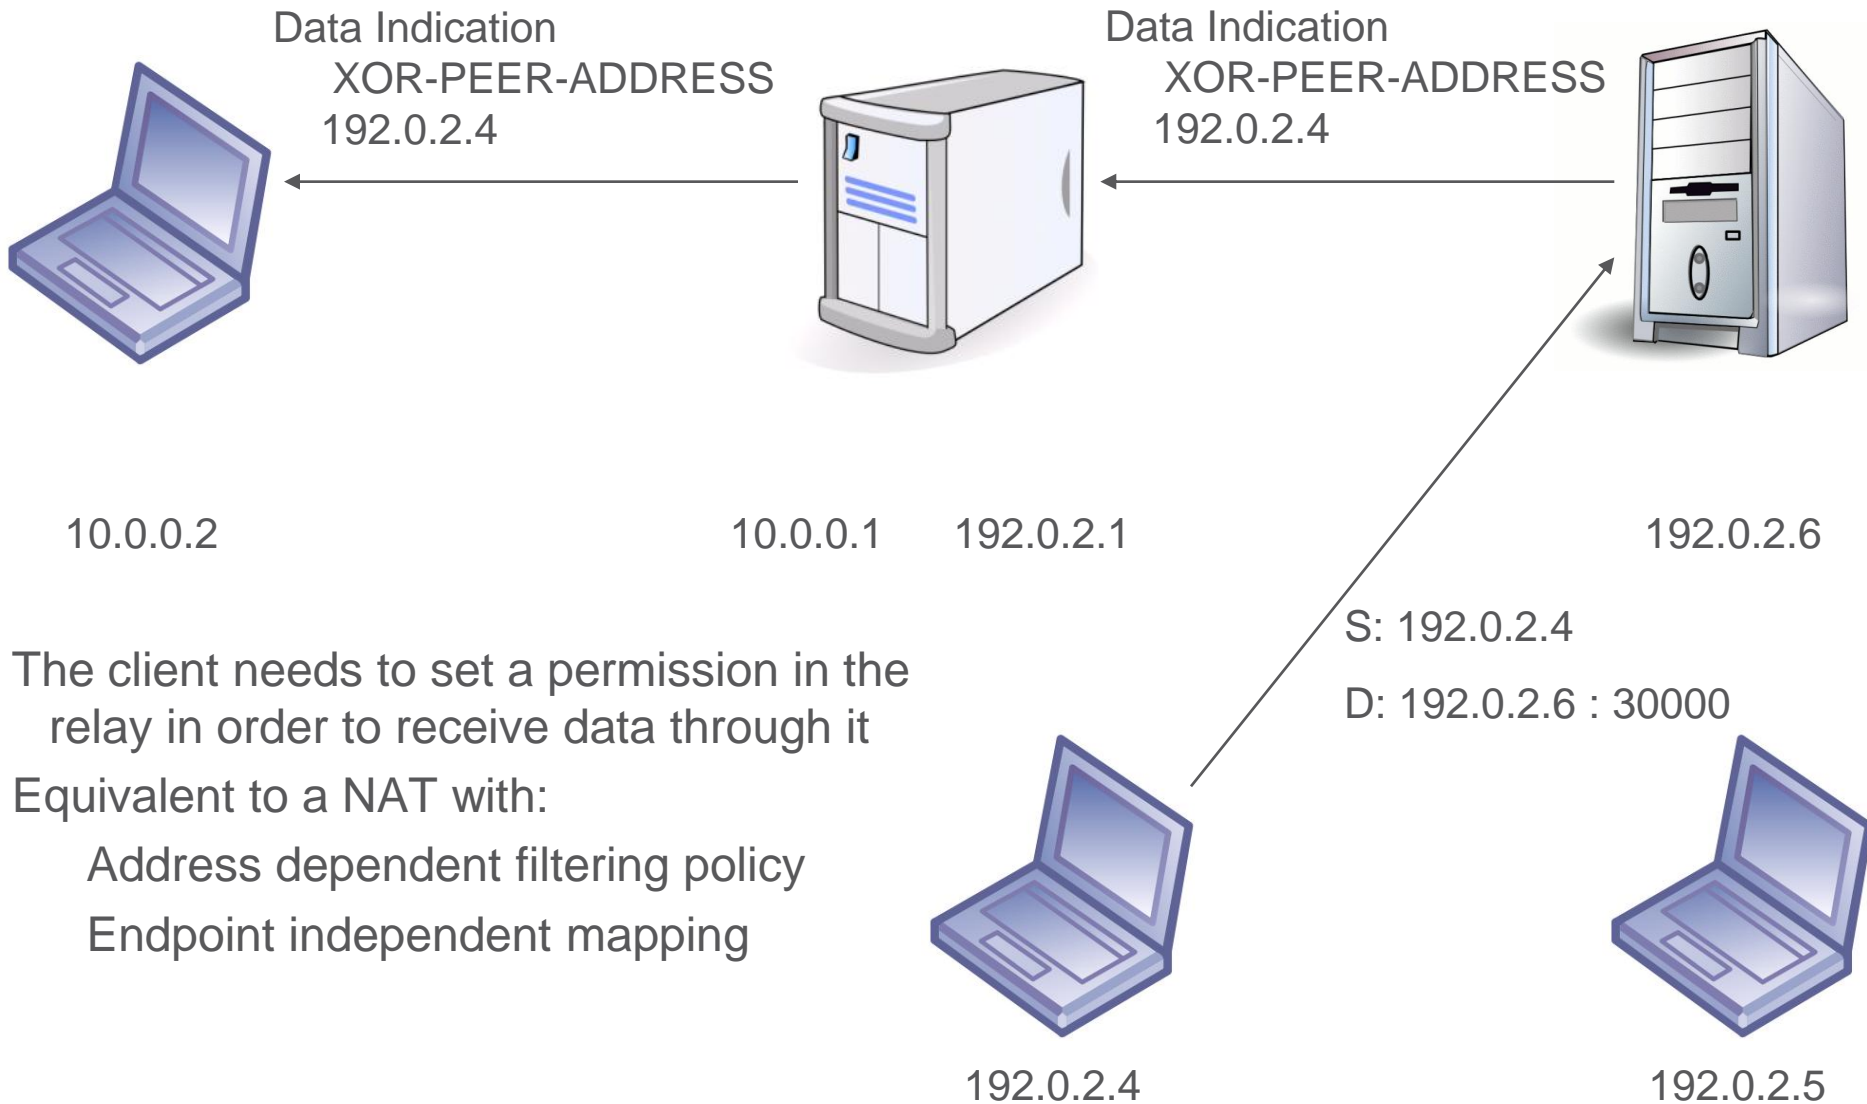 Data Indication
XOR-PEER-ADDRESS
192.0.2.4
Data Indication
XOR-PEER-ADDRESS
192.0.2.4
10.0.0.2
10.0.0.1
192.0.2.1
192.0.2.6
S: 192.0.2.4
D: 192.0.2.6 : 30000
The client needs to set a permission in the
relay in order to receive data through it
Equivalent to a NAT with:
Address dependent filtering policy
Endpoint independent mapping
192.0.2.4
192.0.2.5